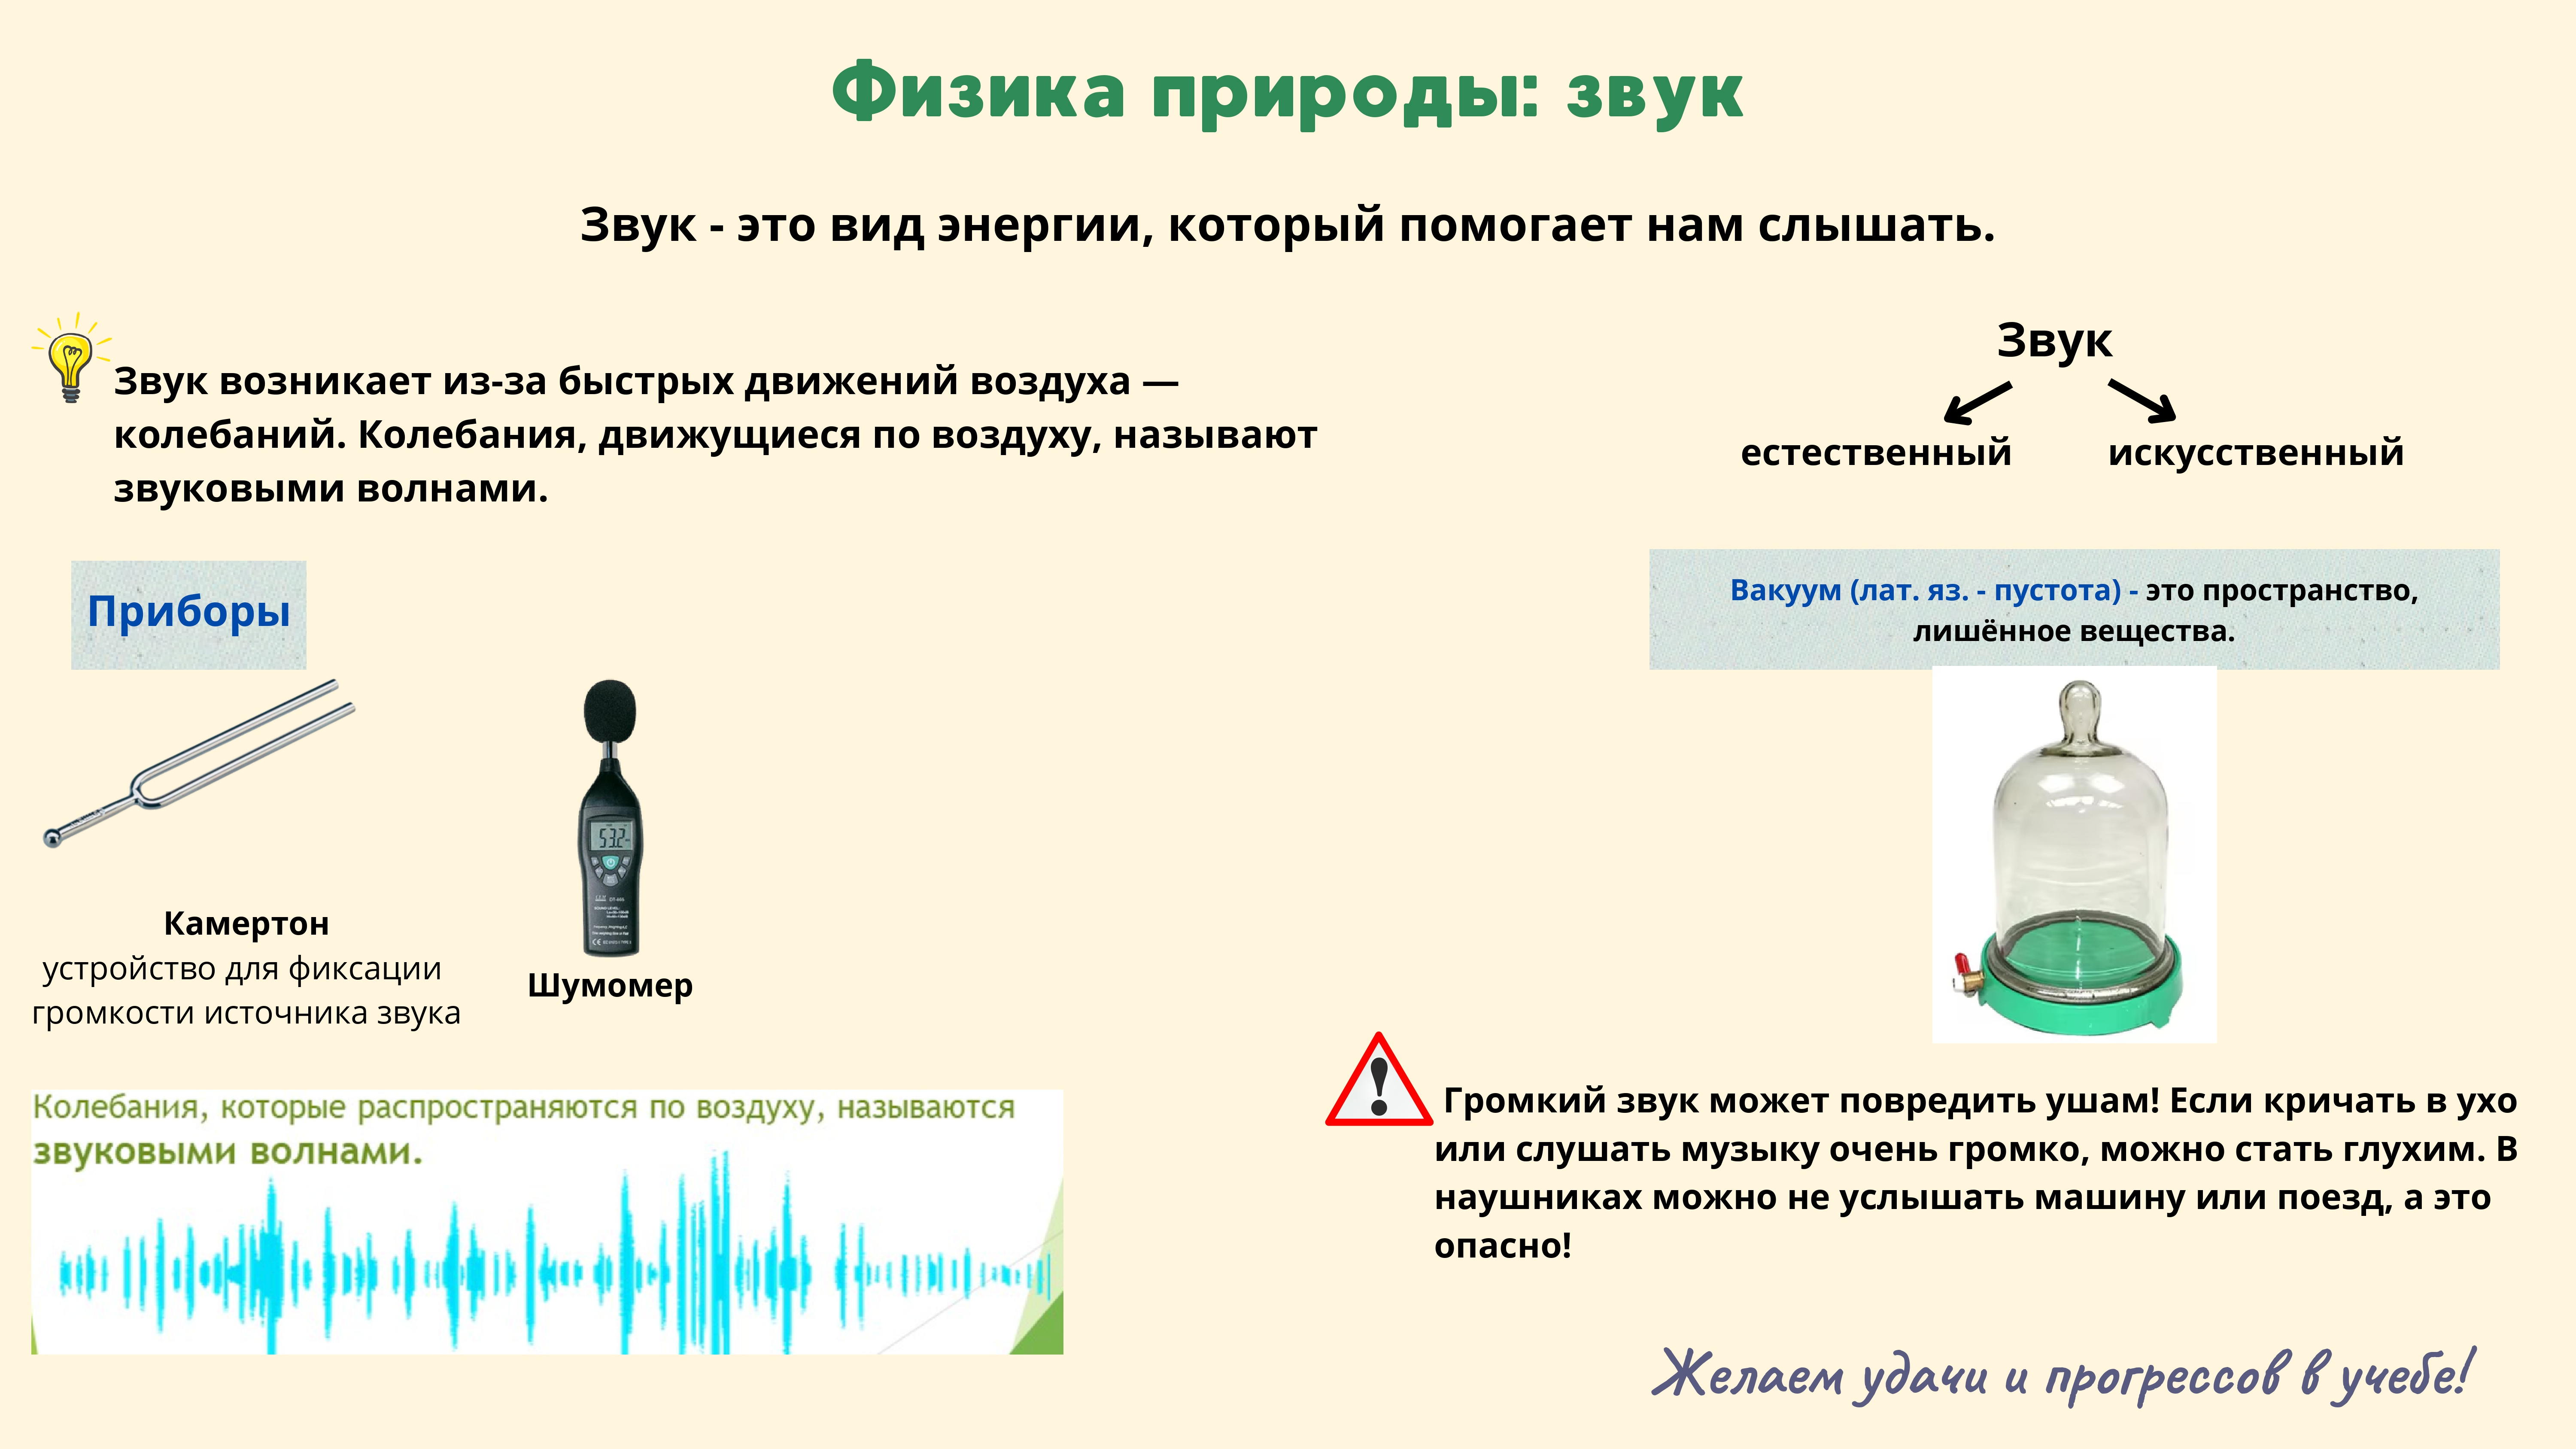 Физика природы: звук
Звук - это вид энергии, который помогает нам слышать.
Звук возникает из-за быстрых движений воздуха —
колебаний. Колебания, движущиеся по воздуху, называют
звуковыми волнами.
Звук
естественный искусственный
Приборы
Вакуум (лат. яз. - пустота) - это пространство,
лишённое вещества.
53.2
Камертон
устройство для фиксации
громкости источника звука
Шумомер
Колебания, которые распространяются по воздуху, называются
звуковыми волнами.
Громкий звук может повредить ушам! Если кричать в ухо
или слушать музыку очень громко, можно стать глухим. В
наушниках можно не услышать машину или поезд, а это
опасно!
Желаем удачи и прогрессов в учебе!